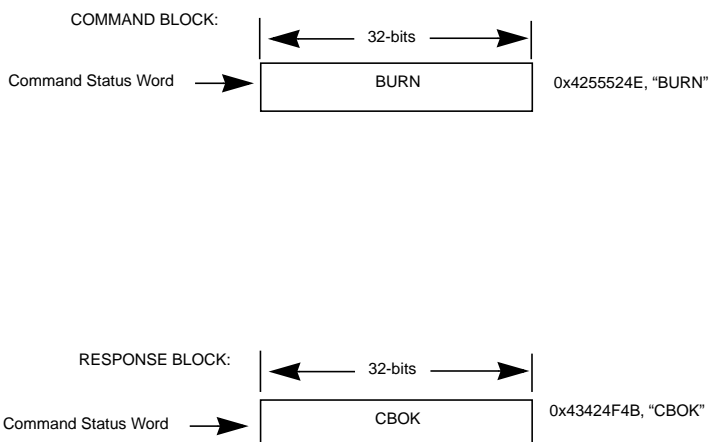 COMMAND BLOCK:
32-bits
Command Status Word
BURN
0x4255524E, “BURN”
RESPONSE BLOCK:
32-bits
Command Status Word
CBOK
0x43424F4B, “CBOK”